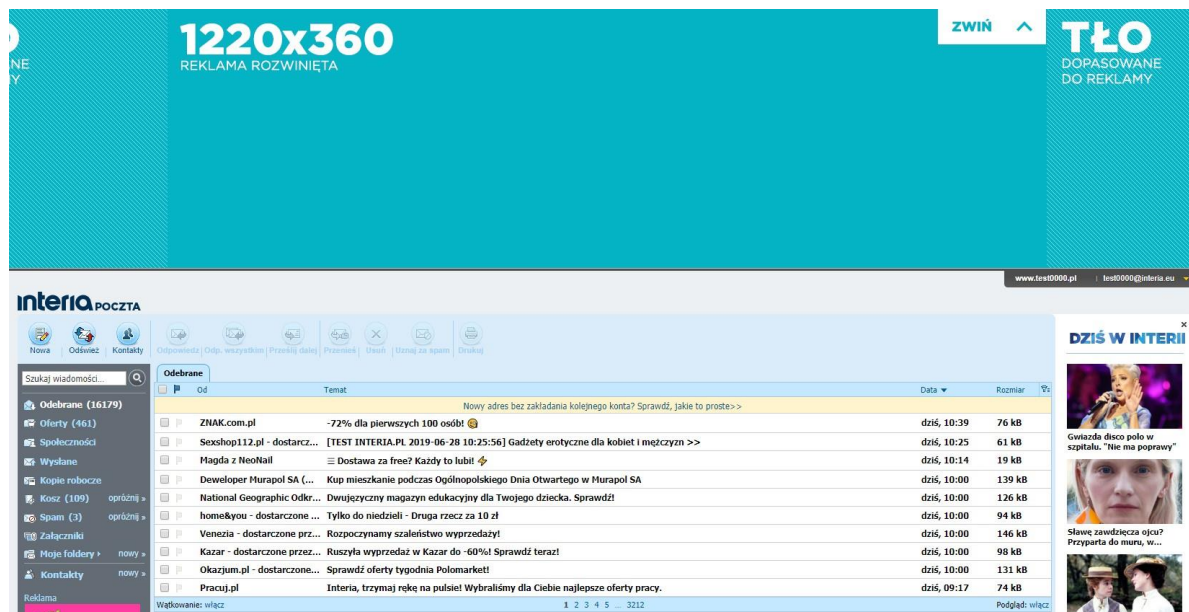 O
NE
MY
1220x360
REKLAMA ROZWINIĘTA
ZWIŃ
TŁO
DOPASOWANE
DO REKLAMY
www.test0000.pl | test0000@interia.eu
interia POCZTA
Nowa | Odśwież | Kontakty
Odpowiedz | Odp. wszystkim | Prześlij dalej | Przenieś | Usuń | Uznaj za spam | Drukuj
DZIŚ W INTERII
Szukaj wiadomości...
Odebrane (16179)
Oferty (461)
Społeczności
Wysłane
Kopie robocze
Kosz (109) opróżnij »
Spam (3) opróżnij »
Załączniki
Moje foldery nowy »
Kontakty nowy »
Reklama
Odebrane
Od Temat Data Rozmiar
Nowy adres bez zakładania kolejnego konta? Sprawdź, jakie to proste>>
ZNAK.com.pl -72% dla pierwszych 100 osób! dziś, 10:39 76 kB
Sexshop112.pl - dostarcz... [TEST INTERIA.PL 2019-06-28 10:25:56] Gadżety erotyczne dla kobiet i mężczyzn >> dziś, 10:25 61 kB
Magda z NeoNail Dostawa za free? Każdy to lubi! dziś, 10:14 19 kB
Deweloper Murapol SA (... Kup mieszkanie podczas Ogólnopolskiego Dnia Otwartego w Murapol SA dziś, 10:00 139 kB
National Geographic Odkr... Dwujęzyczny magazyn edukacyjny dla Twojego dziecka. Sprawdź! dziś, 10:00 126 kB
home&you - dostarczone ... Tylko do niedzieli - Druga rzecz za 10 zł dziś, 10:00 94 kB
Venezia - dostarczone prz... Rozpoczynamy szaleństwo wyprzedaży! dziś, 10:00 146 kB
Kazar - dostarczone przez... Ruszyła wyprzedaż w Kazar do -60%! Sprawdź teraz! dziś, 10:00 98 kB
Okazjum.pl - dostarczone... Sprawdź oferty tygodnia Polomarket! dziś, 10:00 131 kB
Pracuj.pl Interia, trzymaj rękę na pulsie! Wybraliśmy dla Ciebie najlepsze oferty pracy. dziś, 09:17 74 kB
Wątkowanie: włącz 1 2 3 4 5 ... 3212 Podgląd: włącz
Gwiazda disco polo w
szpitalu. "Nie ma poprawy"
Sławę zawdzięcza ojcu?
Przyparta do muru, w...